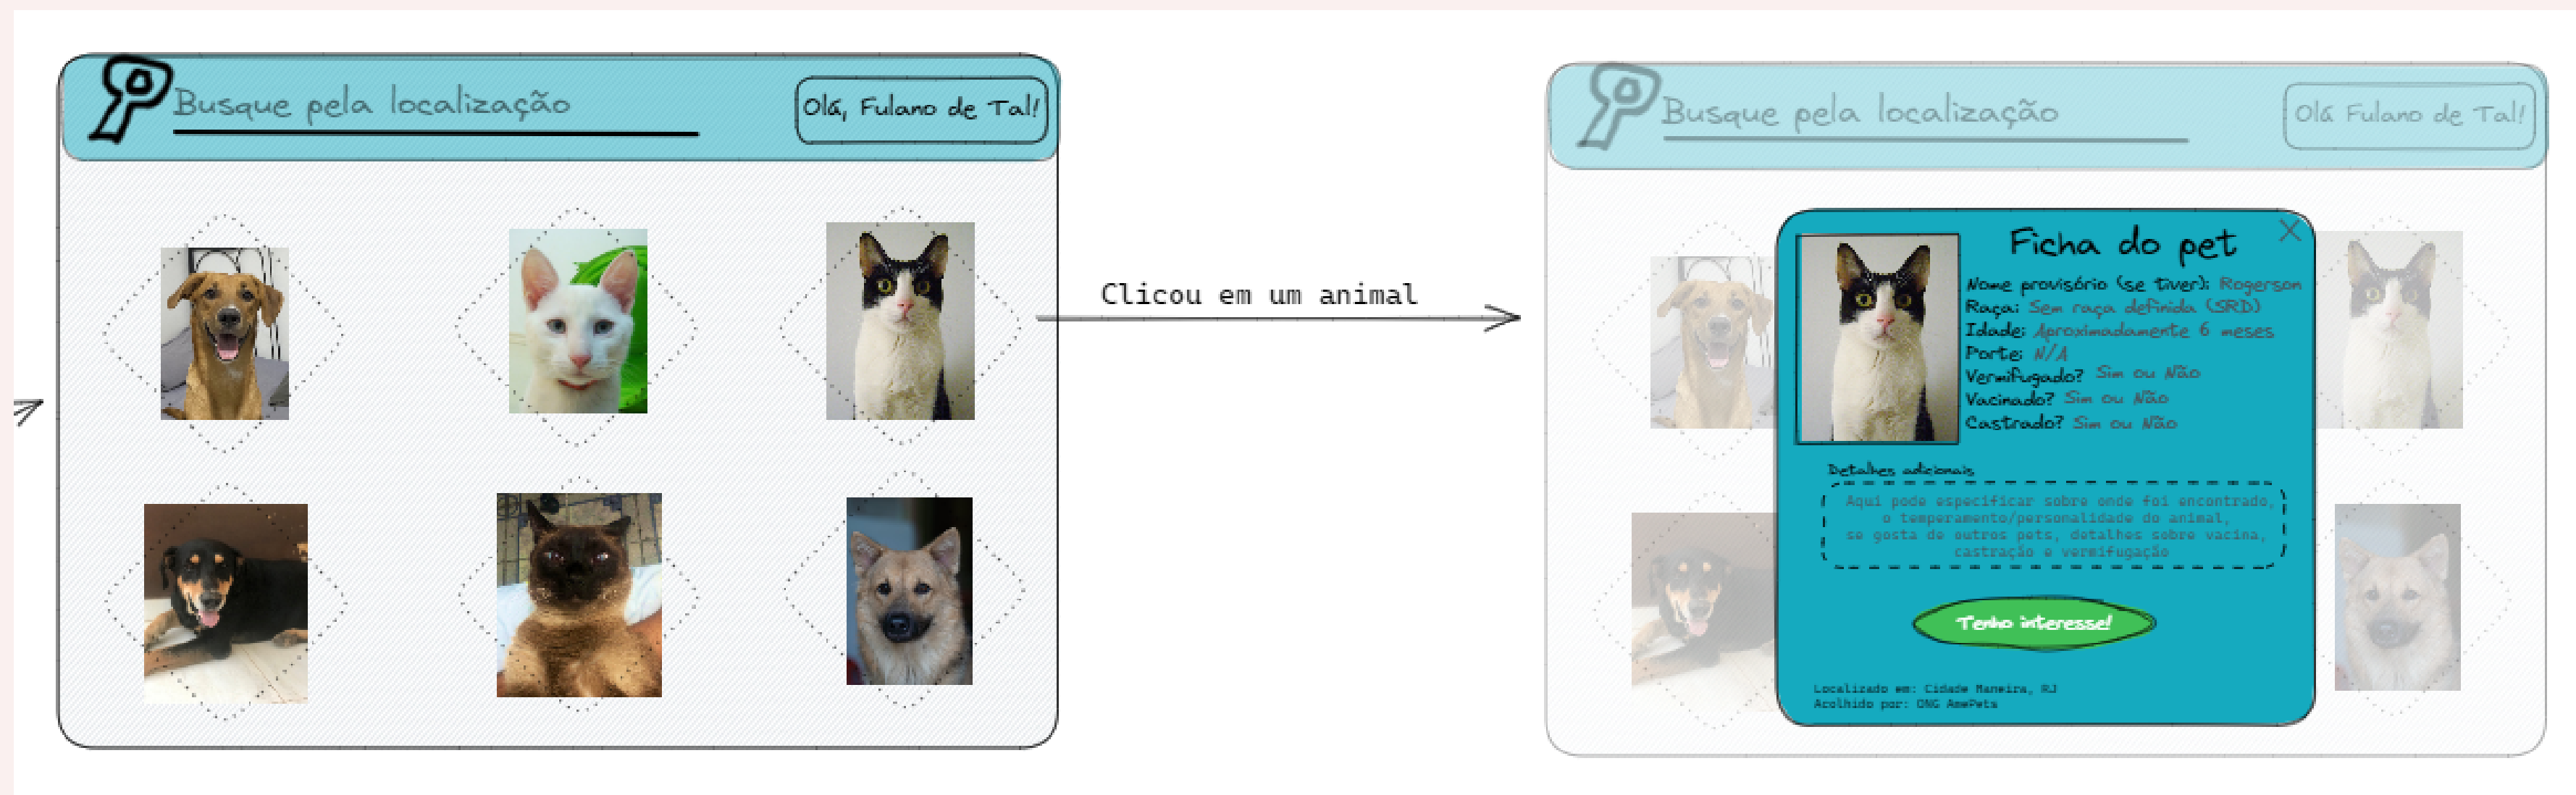 Busque pela localização
Olá, Fulano de Tal!
Clicou em um animal
Busque pela localização
Olá Fulano de Tal!
Ficha do pet
X
Nome provisório (se tiver): Rogerson
Raça: Sem raça definida (SRD)
Idade: Aproximadamente 6 meses
Porte: N/A
Vermifugado? Sim ou Não
Vacinado? Sim ou Não
Castrado? Sim ou Não
Detalhes adicionais
Aqui pode especificar sobre onde foi encontrado,
o temperamento/personalidade do animal,
se gosta de outros pets, detalhes sobre vacina,
castração e vermifugação
Tenho interesse!
Localizado em: Cidade Maneira, RJ
Acolhido por: ONG AmePets